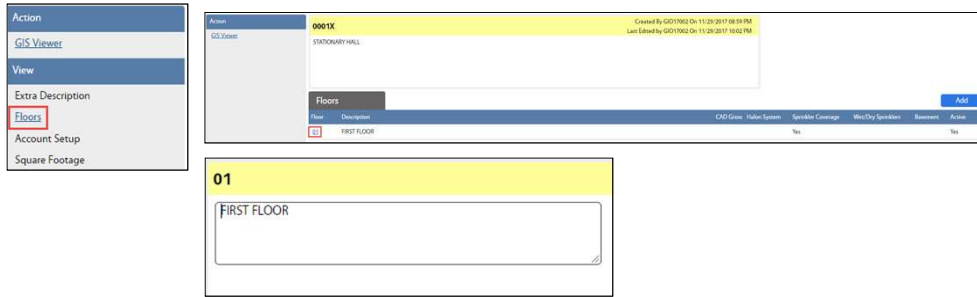 Action
GIS Viewer
View
Extra Description
Floors
Account Setup
Square Footage
Action
GIS Viewer
0001X
Created By GIO17002 On 11/29/2017 08:59 PM
Last Edited by GIO17002 On 11/29/2017 10:02 PM
STATIONARY HALL
Floors
Add
Floor Description CAD Gross Halon System Sprinkler Coverage Wet/Dry Sprinklers Basement Active
01 FIRST FLOOR Yes Yes
01
FIRST FLOOR